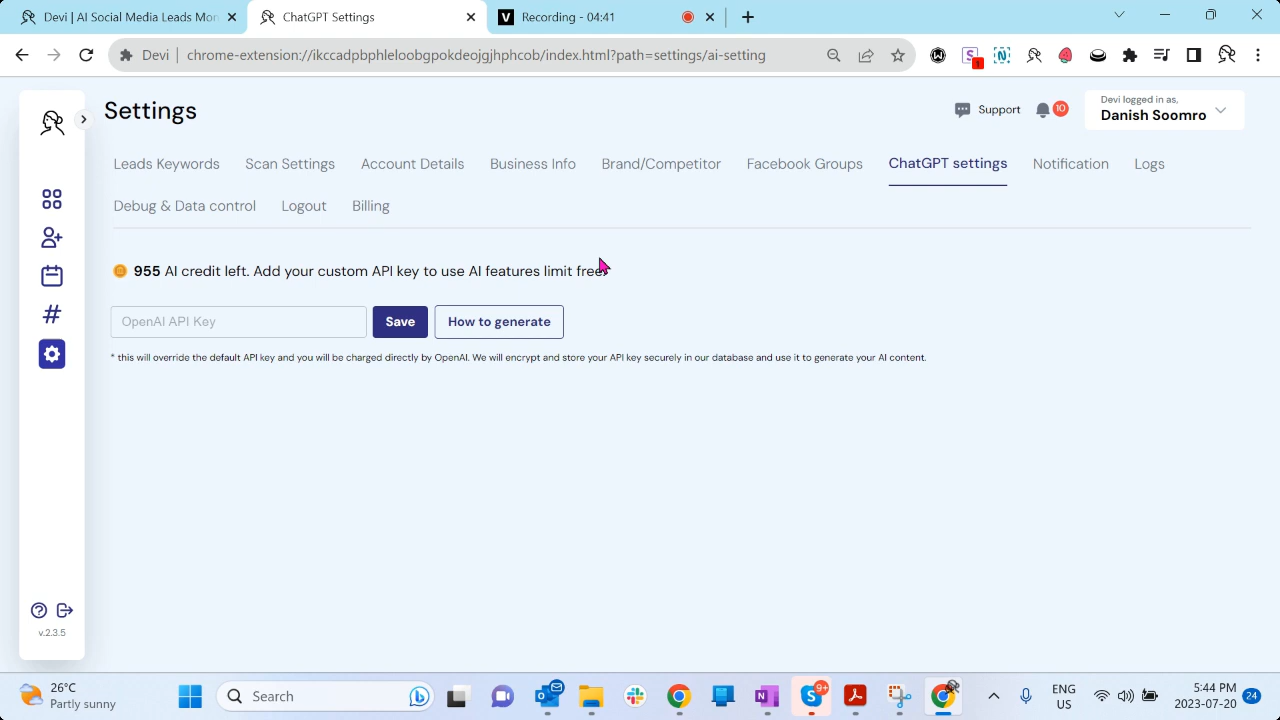 Devi | AI Social Media Leads Mon
ChatGPT Settings
Recording - 04:41
Devi
chrome-extension://ikccadpbphleloobgpokdeojgjhphcob/index.html?path=settings/ai-setting
1
Settings
Support
10
Devi logged in as,
Danish Soomro
Leads Keywords
Scan Settings
Account Details
Business Info
Brand/Competitor
Facebook Groups
ChatGPT settings
Notification
Logs
Debug & Data control
Logout
Billing
955 AI credit left. Add your custom API key to use AI features limit free.
OpenAI API Key
Save
How to generate
* this will override the default API key and you will be charged directly by OpenAI. We will encrypt and store your API key securely in our database and use it to generate your AI content.
v.2.3.5
26°C
Partly sunny
Search
9+
ENG
US
5:44 PM
2023-07-20
24